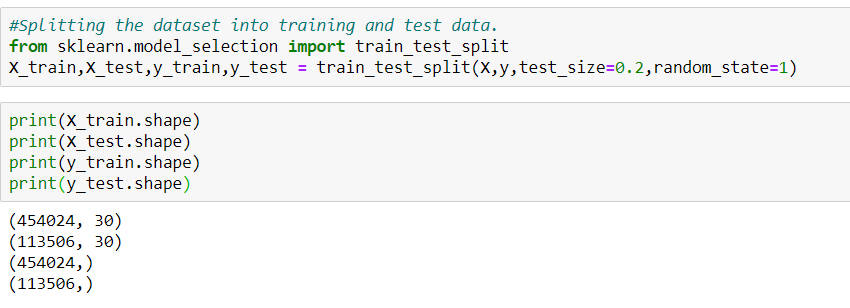 #Splitting the dataset into training and test data.
from sklearn.model_selection import train_test_split
X_train,X_test,y_train,y_test = train_test_split(X,y,test_size=0.2,random_state=1)
print(X_train.shape)
print(X_test.shape)
print(y_train.shape)
print(y_test.shape)
(454024, 30)
(113506, 30)
(454024,)
(113506,)